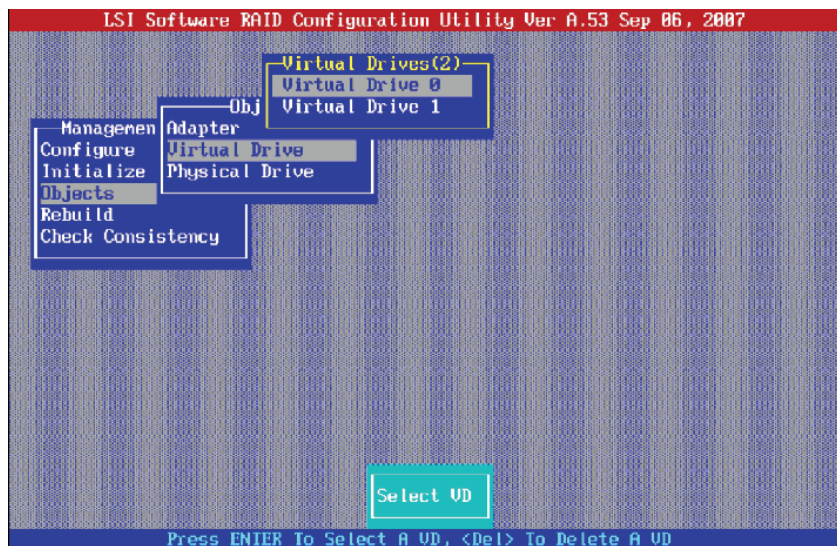 LSI Software RAID Configuration Utility Ver A.53 Sep 06, 2007
Virtual Drives(2)
Virtual Drive 0
Virtual Drive 1
Obj
Adapter
Virtual Drive
Physical Drive
Managemen
Configure
Initialize
Objects
Rebuild
Check Consistency
Select VD
Press ENTER To Select A VD, <Del> To Delete A VD